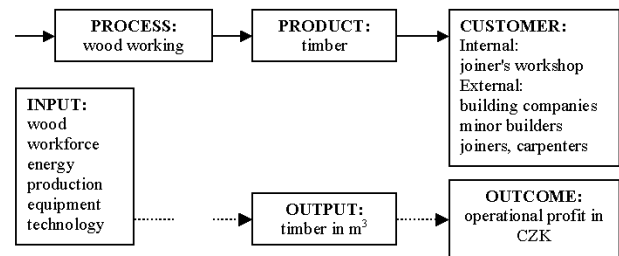 PROCESS:
wood working
PRODUCT:
timber
CUSTOMER:
Internal:
joiner's workshop
External:
building companies
minor builders
joiners, carpenters
INPUT:
wood
workforce
energy
production
equipment
technology
OUTPUT:
timber in m³
OUTCOME:
operational profit in
CZK